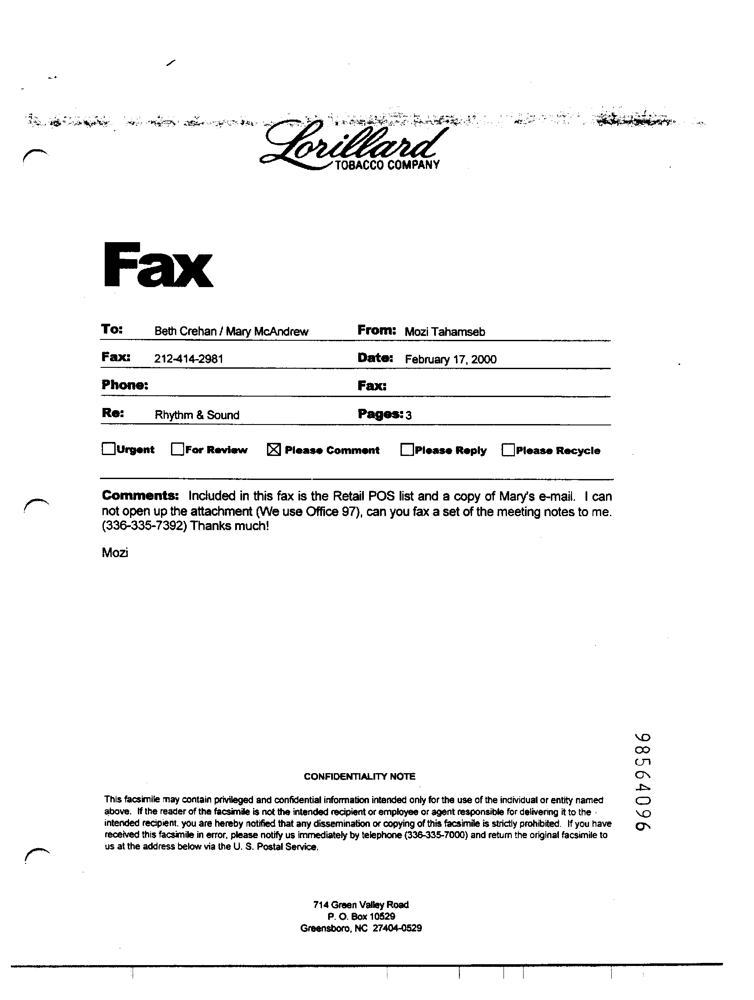 Lorillard
TOBACCO COMPANY
Fax
To: Beth Crehan / Mary McAndrew From: Mozi Tahamseb
Fax: 212-414-2981 Date: February 17, 2000
Phone: Fax:
Re: Rhythm & Sound Pages: 3
Urgent For Review ☒ Please Comment Please Reply Please Recycle
Comments: Included in this fax is the Retail POS list and a copy of Mary's e-mail. I can
not open up the attachment (We use Office 97), can you fax a set of the meeting notes to me.
(336-335-7392) Thanks much!
Mozi
98564096
CONFIDENTIALITY NOTE
This facsimile may contain privileged and confidential information intended only for the use of the individual or entity named
above. If the reader of the facsimile is not the intended recipient or employee or agent responsible for delivering it to the
intended recipient, you are hereby notified that any dissemination or copying of this facsimile is strictly prohibited. If you have
received this facsimile in error, please notify us immediately by telephone (336-335-7000) and return the original facsimile to
us at the address below via the U. S. Postal Service.
714 Green Valley Road
P. O. Box 10529
Greensboro, NC 27404-0529